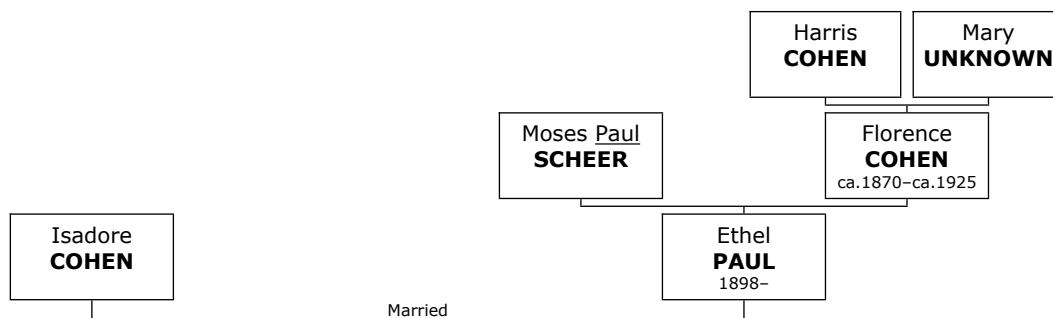 Harris
COHEN
Mary
UNKNOWN
Moses Paul
SCHEER
Florence
COHEN
ca.1870–ca.1925
Isadore
COHEN
Ethel
PAUL
1898–
Married